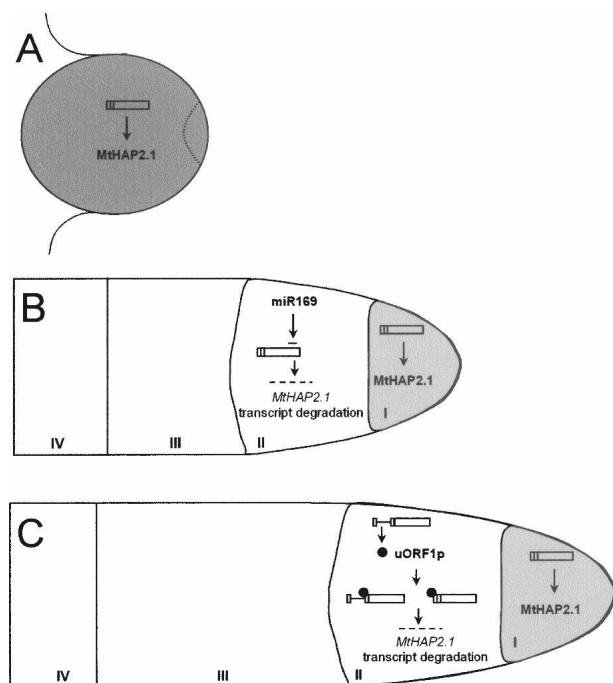 A
MtHAP2.1
B
miR169
MtHAP2.1
transcript degradation
MtHAP2.1
IV
III
II
I
C
uORF1p
MtHAP2.1
transcript degradation
MtHAP2.1
IV
III
II
I